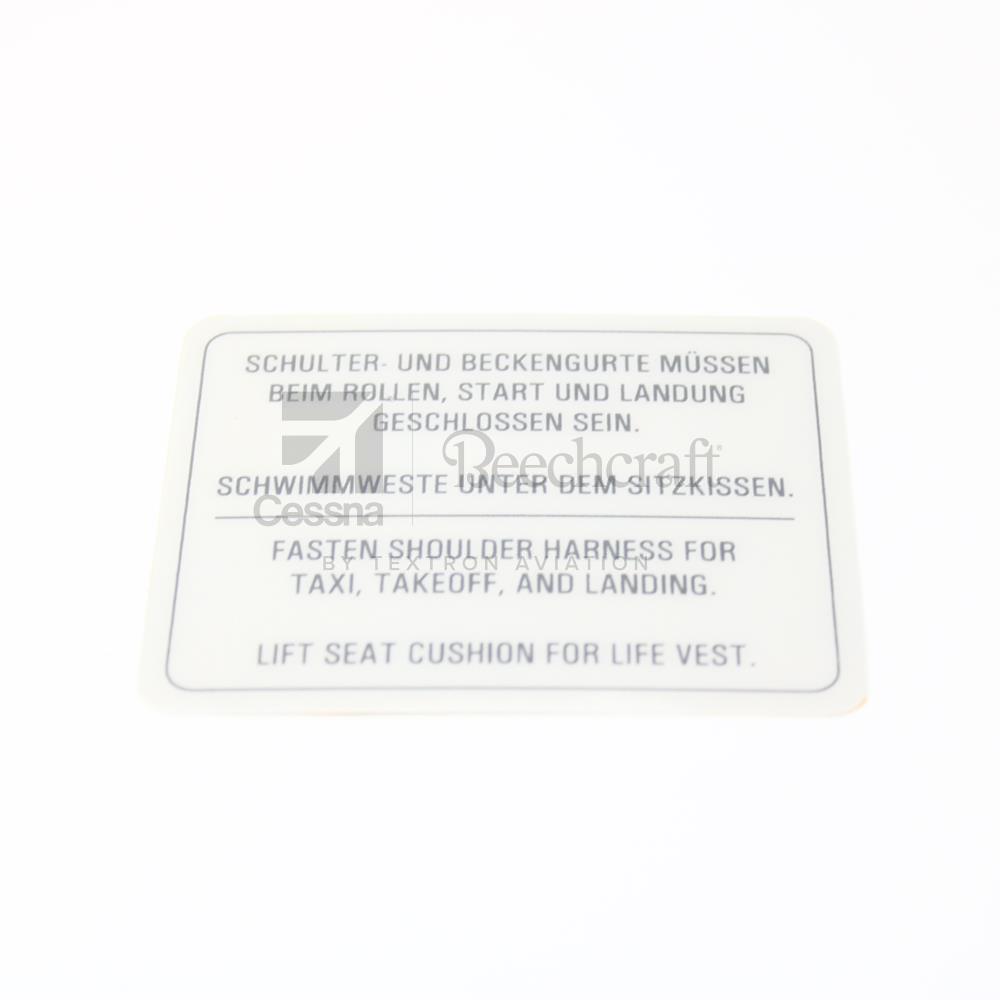 SCHULTER- UND BECKENGURTE MÜSSEN
BEIM ROLLEN, START UND LANDUNG
GESCHLOSSEN SEIN.
SCHWIMMWESTE UNTER DEM SITZKISSEN.
Cessna
Beechcraft®
BY TEXTRON AVIATION
FASTEN SHOULDER HARNESS FOR
TAXI, TAKEOFF, AND LANDING.
LIFT SEAT CUSHION FOR LIFE VEST.